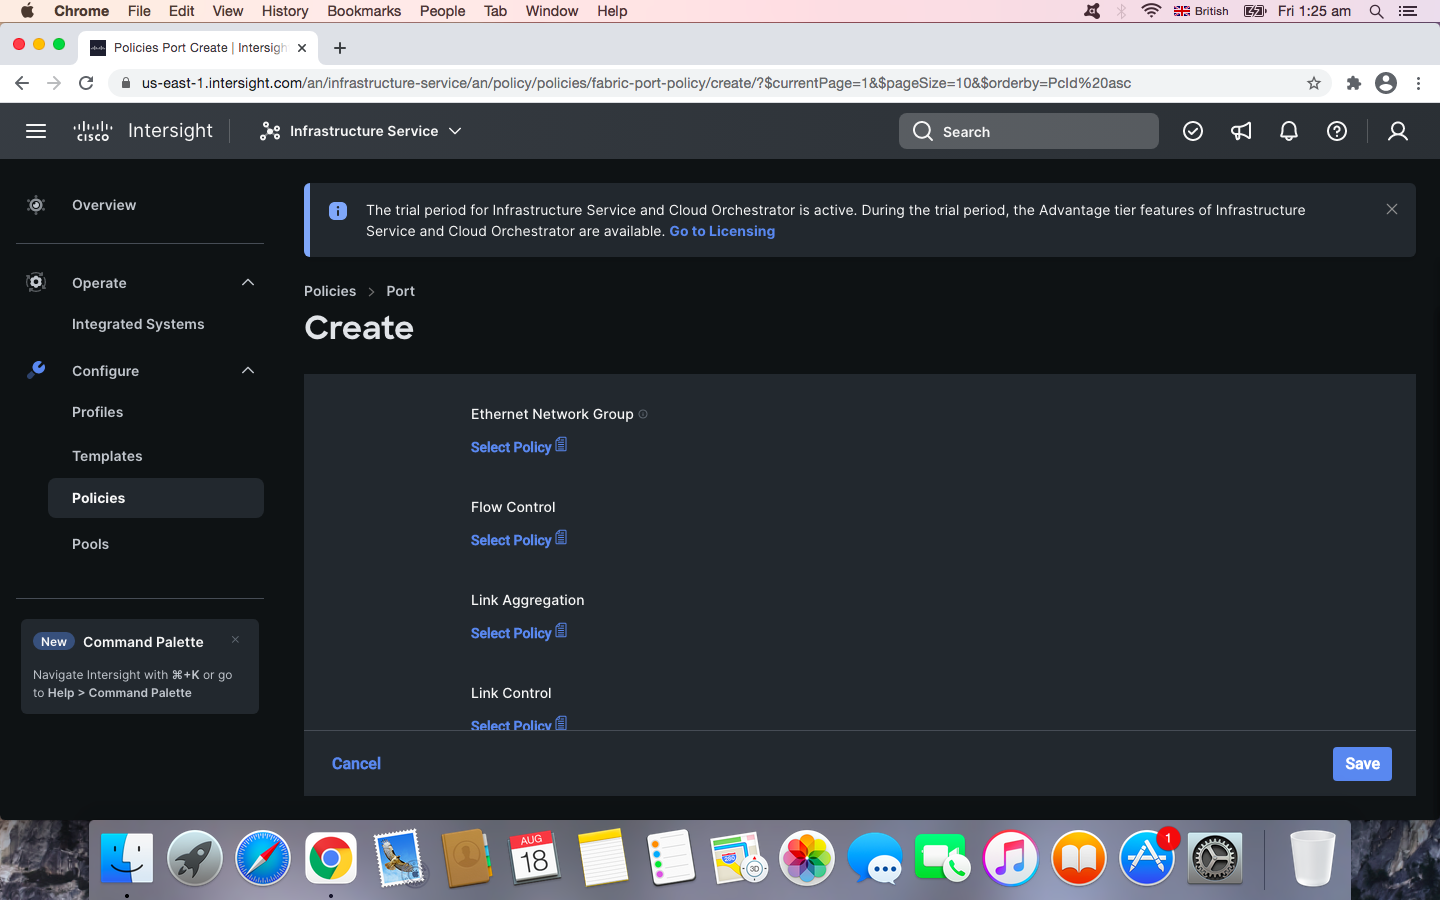 Chrome File Edit View History Bookmarks People Tab Window Help British Fri 1:25 am
Policies Port Create | Intersigh
us-east-1.intersight.com/an/infrastructure-service/an/policy/policies/fabric-port-policy/create/?$currentPage=1&$pageSize=10&$orderby=PcId%20asc
CISCO Intersight Infrastructure Service Search
Overview
Operate
Integrated Systems
Configure
Profiles
Templates
Policies
Pools
New Command Palette
Navigate Intersight with ⌘+K or go
to Help > Command Palette
The trial period for Infrastructure Service and Cloud Orchestrator is active. During the trial period, the Advantage tier features of Infrastructure
Service and Cloud Orchestrator are available. Go to Licensing
Policies > Port
Create
Ethernet Network Group
Select Policy
Flow Control
Select Policy
Link Aggregation
Select Policy
Link Control
Select Policy
Cancel Save
AUG
18
280
3D
1